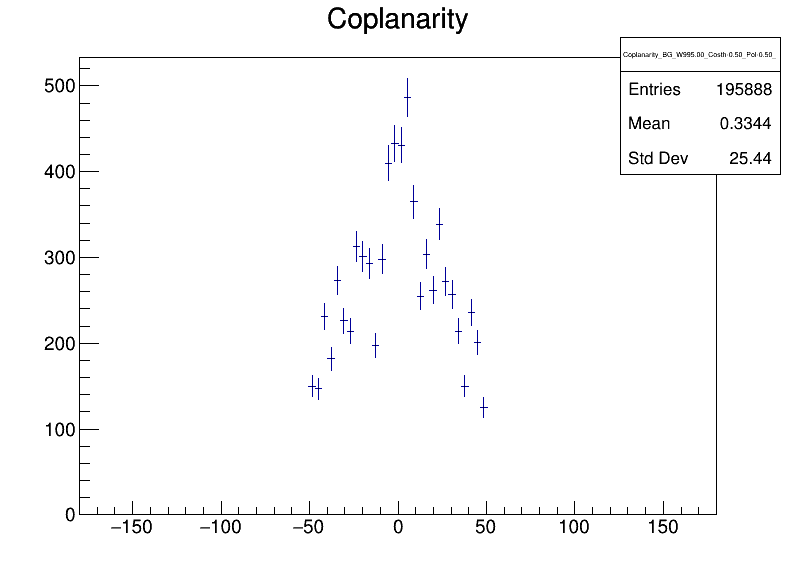 Coplanarity
Coplanarity_BG_W995.00_Costh-0.50_Pol-0.50_
Entries 195888
Mean 0.3344
Std Dev 25.44
500
400
300
200
100
0
−150 −100 −50 0 50 100 150